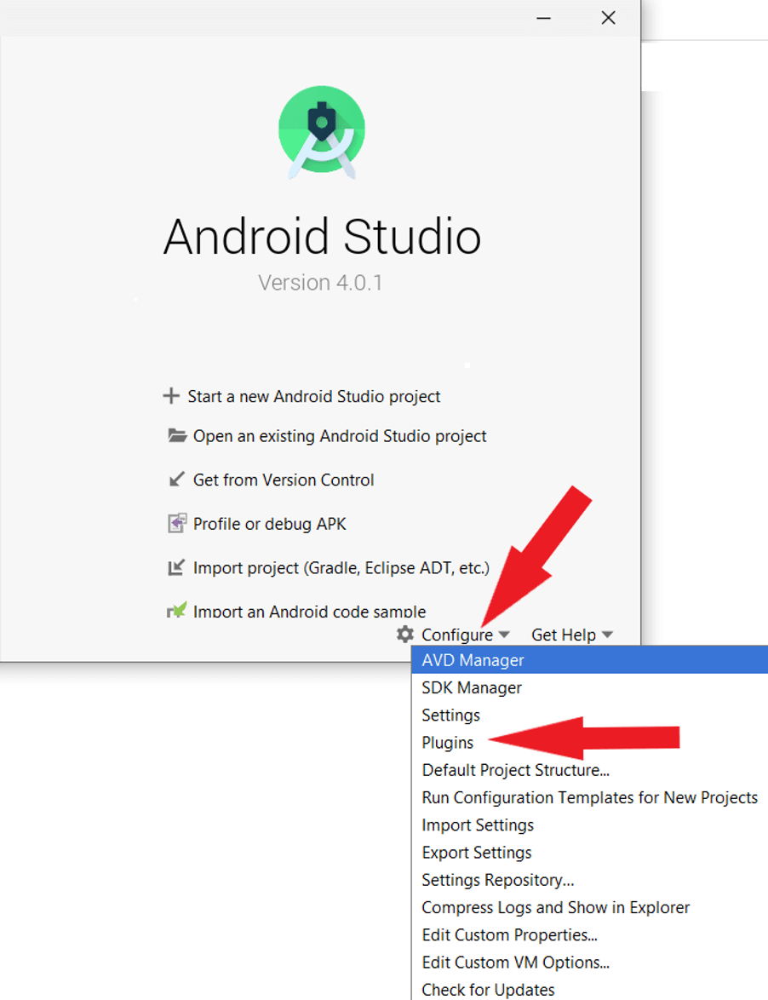 Android Studio
Version 4.0.1
Start a new Android Studio project
Open an existing Android Studio project
Get from Version Control
Profile or debug APK
Import project (Gradle, Eclipse ADT, etc.)
Import an Android code sample
Configure Get Help
AVD Manager
SDK Manager
Settings
Plugins
Default Project Structure...
Run Configuration Templates for New Projects
Import Settings
Export Settings
Settings Repository...
Compress Logs and Show in Explorer
Edit Custom Properties...
Edit Custom VM Options...
Check for Updates